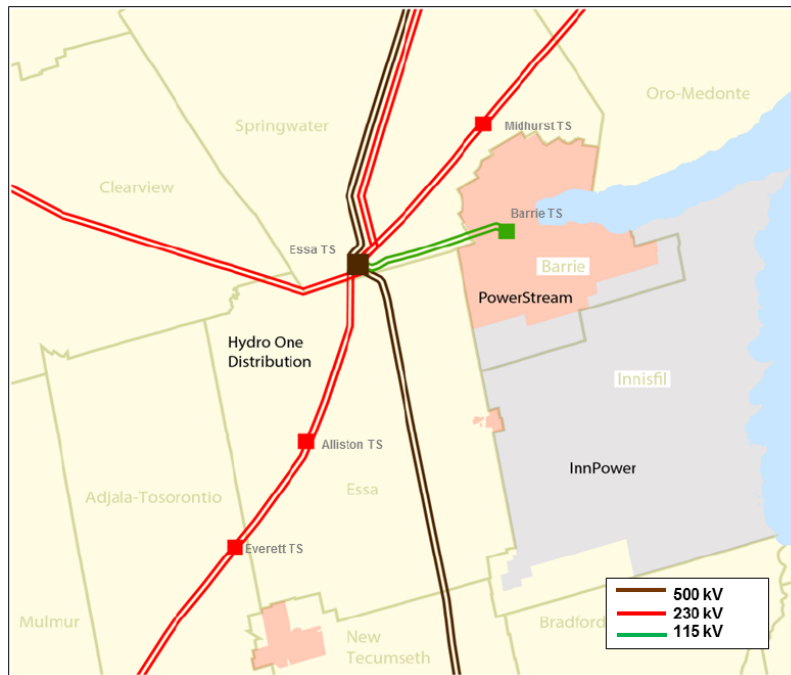 Oro-Medonte
Springwater
Midhurst TS
Clearview
Barrie TS
Essa TS
Barrie
PowerStream
Hydro One
Distribution
Innisfil
Alliston TS
InnPower
Essa
Adjala-Tosorontio
Everett TS
500 kV
230 kV
115 kV
Mulmur
New
Tecumseth
Bradford